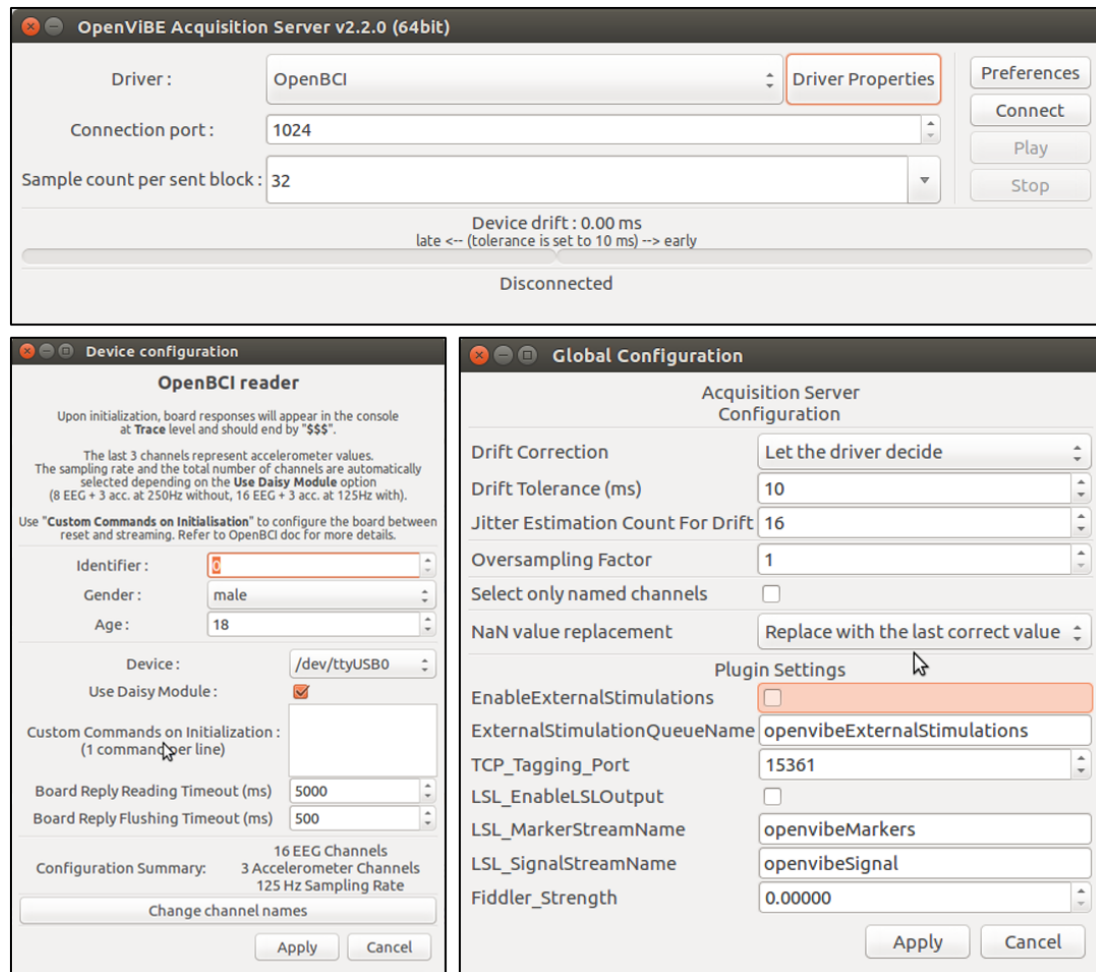 OpenViBE Acquisition Server v2.2.0 (64bit)
Driver : OpenBCI Driver Properties Preferences
Connect
Connection port : 1024
Play
Sample count per sent block : 32
Stop
Device drift : 0.00 ms
late <-- (tolerance is set to 10 ms) --> early
Disconnected
Device configuration
OpenBCI reader
Upon initialization, board responses will appear in the console
at Trace level and should end by "$$$".
The last 3 channels represent accelerometer values.
The sampling rate and the total number of channels are automatically
selected depending on the Use Daisy Module option
(8 EEG + 3 acc. at 250Hz without, 16 EEG + 3 acc. at 125Hz with).
Use "Custom Commands on Initialisation" to configure the board between
reset and streaming. Refer to OpenBCI doc for more details.
Identifier : 0
Gender : male
Age : 18
Device : /dev/ttyUSB0
Use Daisy Module :
Custom Commands on Initialization :
(1 command per line)
Board Reply Reading Timeout (ms) 5000
Board Reply Flushing Timeout (ms) 500
16 EEG Channels
Configuration Summary: 3 Accelerometer Channels
125 Hz Sampling Rate
Change channel names
Apply Cancel
Global Configuration
Acquisition Server
Configuration
Drift Correction Let the driver decide
Drift Tolerance (ms) 10
Jitter Estimation Count For Drift 16
Oversampling Factor 1
Select only named channels
NaN value replacement Replace with the last correct value
Plugin Settings
EnableExternalStimulations
ExternalStimulationQueueName openvibeExternalStimulations
TCP_Tagging_Port 15361
LSL_EnableLSLOutput
LSL_MarkerStreamName openvibeMarkers
LSL_SignalStreamName openvibeSignal
Fiddler_Strength 0.00000
Apply Cancel